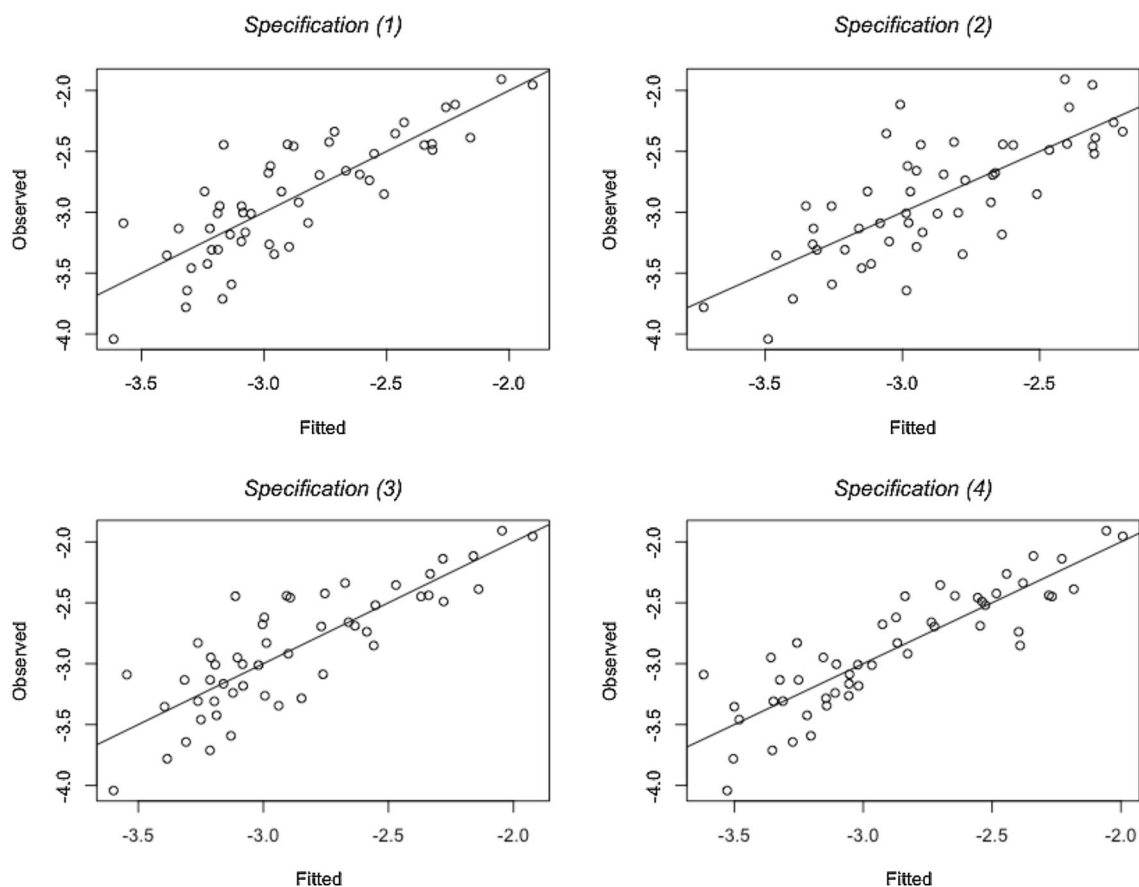 Specification (1)
Observed
-2.0
-2.5
-3.0
-3.5
-4.0
-3.5 -3.0 -2.5 -2.0
Fitted
Specification (2)
Observed
-2.0
-2.5
-3.0
-3.5
-4.0
-3.5 -3.0 -2.5
Fitted
Specification (3)
Observed
-2.0
-2.5
-3.0
-3.5
-4.0
-3.5 -3.0 -2.5 -2.0
Fitted
Specification (4)
Observed
-2.0
-2.5
-3.0
-3.5
-4.0
-3.5 -3.0 -2.5 -2.0
Fitted